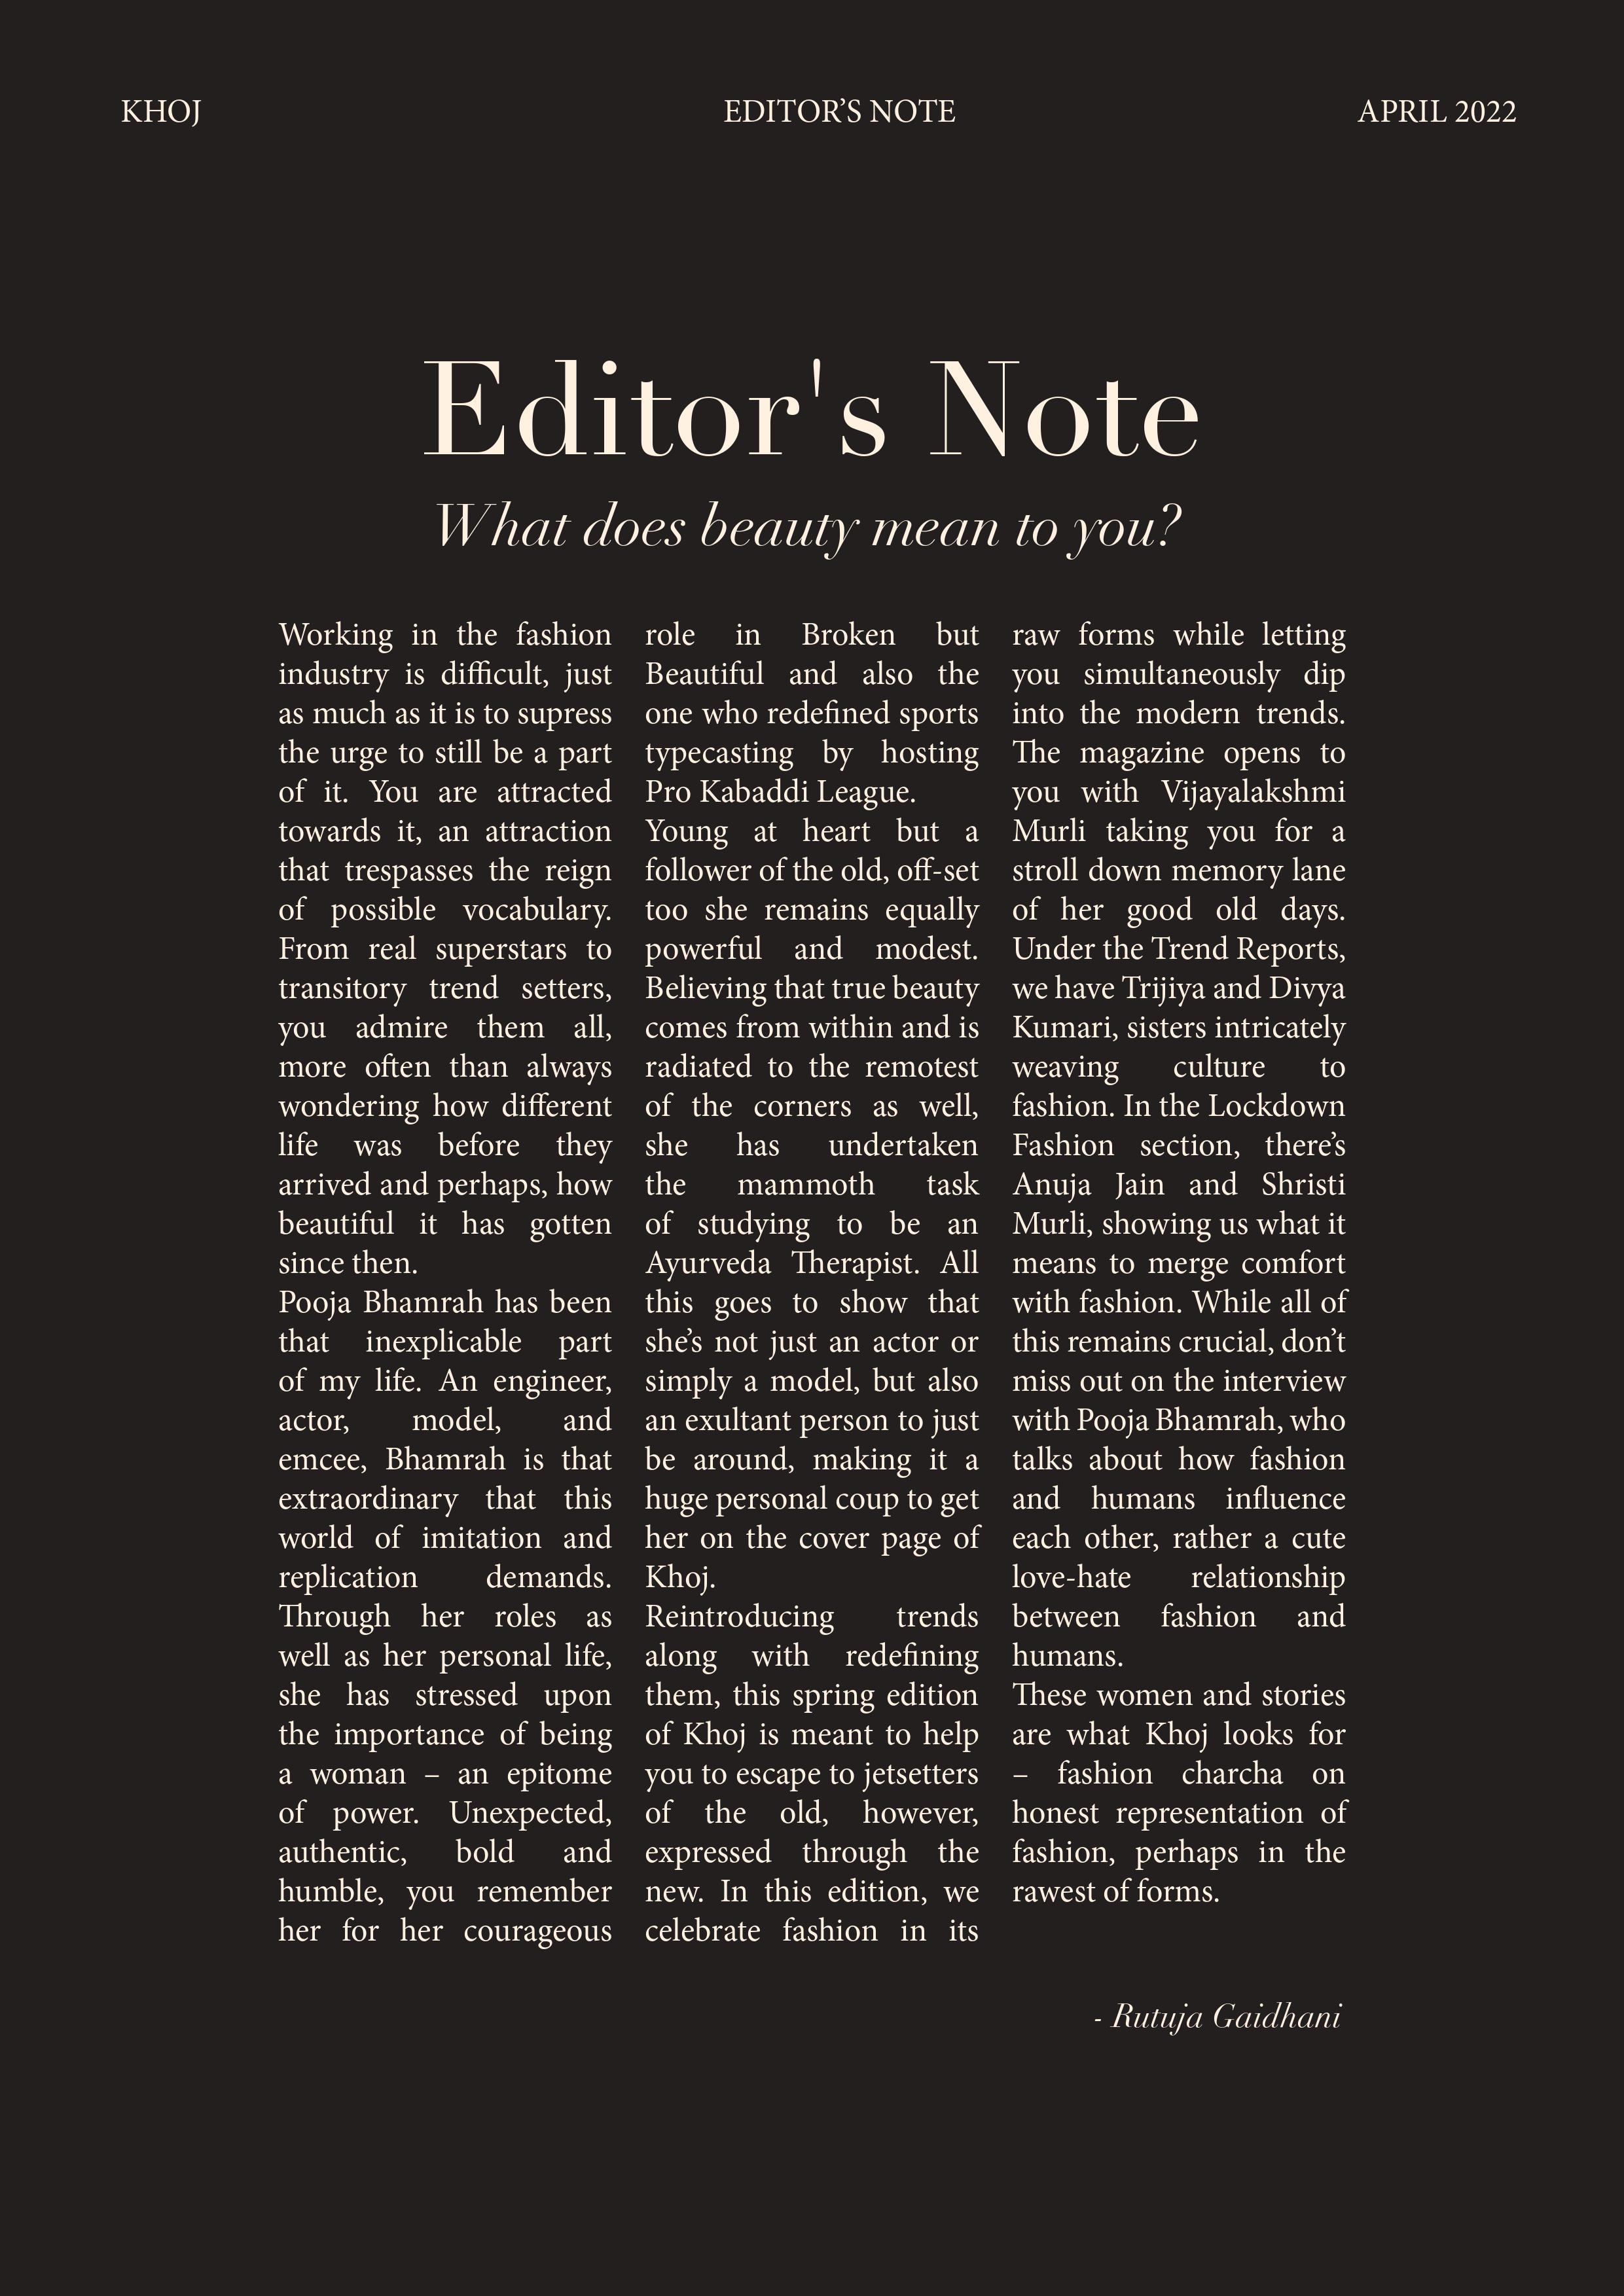 KHOJ
EDITOR’S NOTE
APRIL 2022
Editor's Note
What does beauty mean to you?
Working in the fashion
industry is difficult, just
as much as it is to supress
the urge to still be a part
of it. You are attracted
towards it, an attraction
that trespasses the reign
of possible vocabulary.
From real superstars to
transitory trend setters,
you admire them all,
more often than always
wondering how different
life was before they
arrived and perhaps, how
beautiful it has gotten
since then.
Pooja Bhamrah has been
that inexplicable part
of my life. An engineer,
actor, model, and
emcee, Bhamrah is that
extraordinary that this
world of imitation and
replication demands.
Through her roles as
well as her personal life,
she has stressed upon
the importance of being
a woman – an epitome
of power. Unexpected,
authentic, bold and
humble, you remember
her for her courageous
role in Broken but
Beautiful and also the
one who redefined sports
typecasting by hosting
Pro Kabaddi League.
Young at heart but a
follower of the old, off-set
too she remains equally
powerful and modest.
Believing that true beauty
comes from within and is
radiated to the remotest
of the corners as well,
she has undertaken
the mammoth task
of studying to be an
Ayurveda Therapist. All
this goes to show that
she’s not just an actor or
simply a model, but also
an exultant person to just
be around, making it a
huge personal coup to get
her on the cover page of
Khoj.
Reintroducing trends
along with redefining
them, this spring edition
of Khoj is meant to help
you to escape to jetsetters
of the old, however,
expressed through the
new. In this edition, we
celebrate fashion in its
raw forms while letting
you simultaneously dip
into the modern trends.
The magazine opens to
you with Vijayalakshmi
Murli taking you for a
stroll down memory lane
of her good old days.
Under the Trend Reports,
we have Trijiya and Divya
Kumari, sisters intricately
weaving culture to
fashion. In the Lockdown
Fashion section, there’s
Anuja Jain and Shristi
Murli, showing us what it
means to merge comfort
with fashion. While all of
this remains crucial, don’t
miss out on the interview
with Pooja Bhamrah, who
talks about how fashion
and humans influence
each other, rather a cute
love-hate relationship
between fashion and
humans.
These women and stories
are what Khoj looks for
– fashion charcha on
honest representation of
fashion, perhaps in the
rawest of forms.
- Rutuja Gaidhani